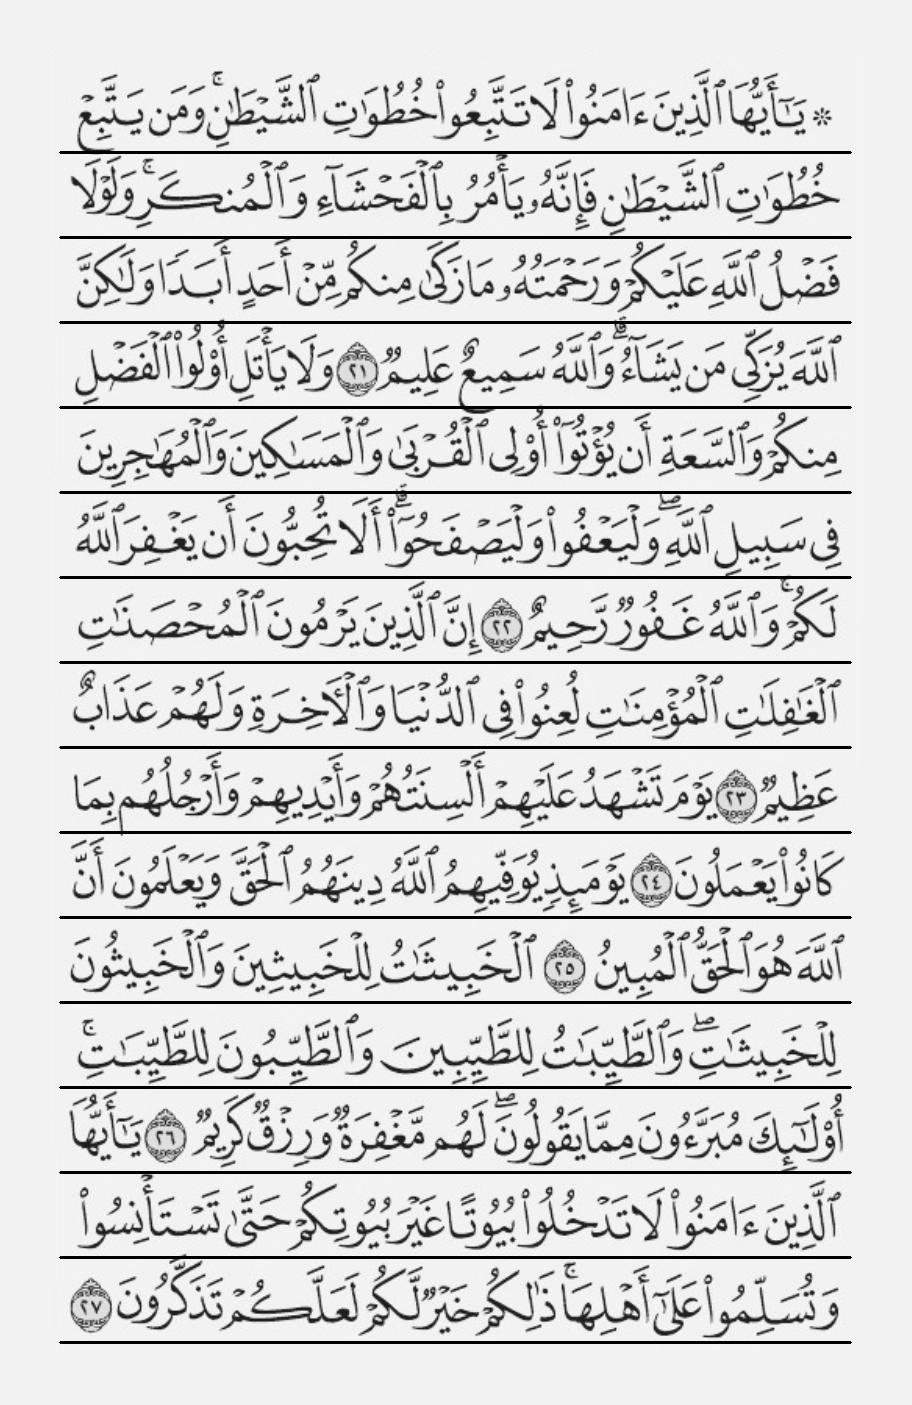 ۞ يَـٰٓأَيُّهَا ٱلَّذِينَ ءَامَنُوا۟ لَا تَتَّبِعُوا۟ خُطُوَٰتِ ٱلشَّيْطَـٰنِ ۚ وَمَن يَتَّبِعْ
خُطُوَٰتِ ٱلشَّيْطَـٰنِ فَإِنَّهُۥ يَأْمُرُ بِٱلْفَحْشَآءِ وَٱلْمُنكَرِ ۚ وَلَوْلَا
فَضْلُ ٱللَّهِ عَلَيْكُمْ وَرَحْمَتُهُۥ مَا زَكَىٰ مِنكُم مِّنْ أَحَدٍ أَبَدًا وَلَـٰكِنَّ
ٱللَّهَ يُزَكِّى مَن يَشَآءُ ۗ وَٱللَّهُ سَمِيعٌ عَلِيمٌ ٢١ وَلَا يَأْتَلِ أُو۟لُوا۟ ٱلْفَضْلِ
مِنكُمْ وَٱلسَّعَةِ أَن يُؤْتُوٓا۟ أُو۟لِى ٱلْقُرْبَىٰ وَٱلْمَسَـٰكِينَ وَٱلْمُهَـٰجِرِينَ
فِى سَبِيلِ ٱللَّهِ ۖ وَلْيَعْفُوا۟ وَلْيَصْفَحُوٓا۟ ۗ أَلَا تُحِبُّونَ أَن يَغْفِرَ ٱللَّهُ
لَكُمْ ۚ وَٱللَّهُ غَفُورٌ رَّحِيمٌ ٢٢ إِنَّ ٱلَّذِينَ يَرْمُونَ ٱلْمُحْصَنَـٰتِ
ٱلْغَـٰفِلَـٰتِ ٱلْمُؤْمِنَـٰتِ لُعِنُوا۟ فِى ٱلدُّنْيَا وَٱلْـَٔاخِرَةِ وَلَهُمْ عَذَابٌ
عَظِيمٌ ٢٣ يَوْمَ تَشْهَدُ عَلَيْهِمْ أَلْسِنَتُهُمْ وَأَيْدِيهِمْ وَأَرْجُلُهُم بِمَا
كَانُوا۟ يَعْمَلُونَ ٢٤ يَوْمَئِذٍ يُوَفِّيهِمُ ٱللَّهُ دِينَهُمُ ٱلْحَقَّ وَيَعْلَمُونَ أَنَّ
ٱللَّهَ هُوَ ٱلْحَقُّ ٱلْمُبِينُ ٢٥ ٱلْخَبِيثَـٰتُ لِلْخَبِيثِينَ وَٱلْخَبِيثُونَ
لِلْخَبِيثَـٰتِ ۖ وَٱلطَّيِّبَـٰتُ لِلطَّيِّبِينَ وَٱلطَّيِّبُونَ لِلطَّيِّبَـٰتِ ۚ
أُو۟لَـٰٓئِكَ مُبَرَّءُونَ مِمَّا يَقُولُونَ ۖ لَهُم مَّغْفِرَةٌ وَرِزْقٌ كَرِيمٌ ٢٦ يَـٰٓأَيُّهَا
ٱلَّذِينَ ءَامَنُوا۟ لَا تَدْخُلُوا۟ بُيُوتًا غَيْرَ بُيُوتِكُمْ حَتَّىٰ تَسْتَأْنِسُوا۟
وَتُسَلِّمُوا۟ عَلَىٰٓ أَهْلِهَا ۚ ذَٰلِكُمْ خَيْرٌ لَّكُمْ لَعَلَّكُمْ تَذَكَّرُونَ ٢٧